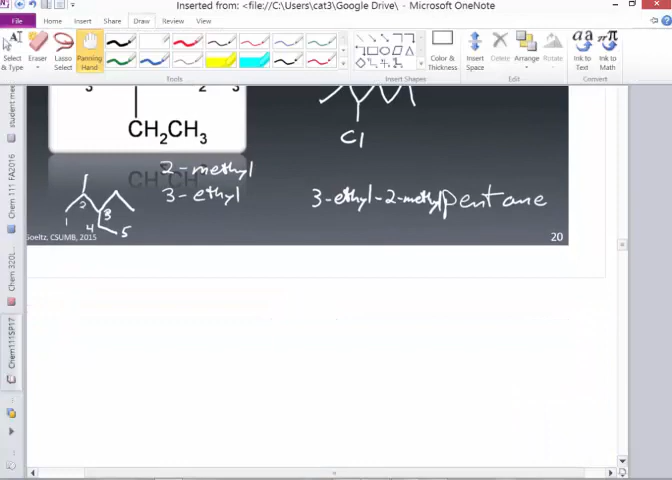 Inserted from: <file://C:\Users\cat3\Google Drive\ - Microsoft OneNote
File Home Insert Draw History Review View
Select & Type Eraser Lasso Select Panning Hand Color & Thickness Insert Space Delete Arrange Rotate Ink to Text Ink to Math
Tools Insert Shapes Edit Convert
Chem 111 FA2016
Chem 320L
Chem111SP17
3 2 3
CH2CH3
Cl
2-methyl
3-ethyl
1 2 3 4 5
3-ethyl-2-methylpentane
Goeltz, CSUMB, 2015
20